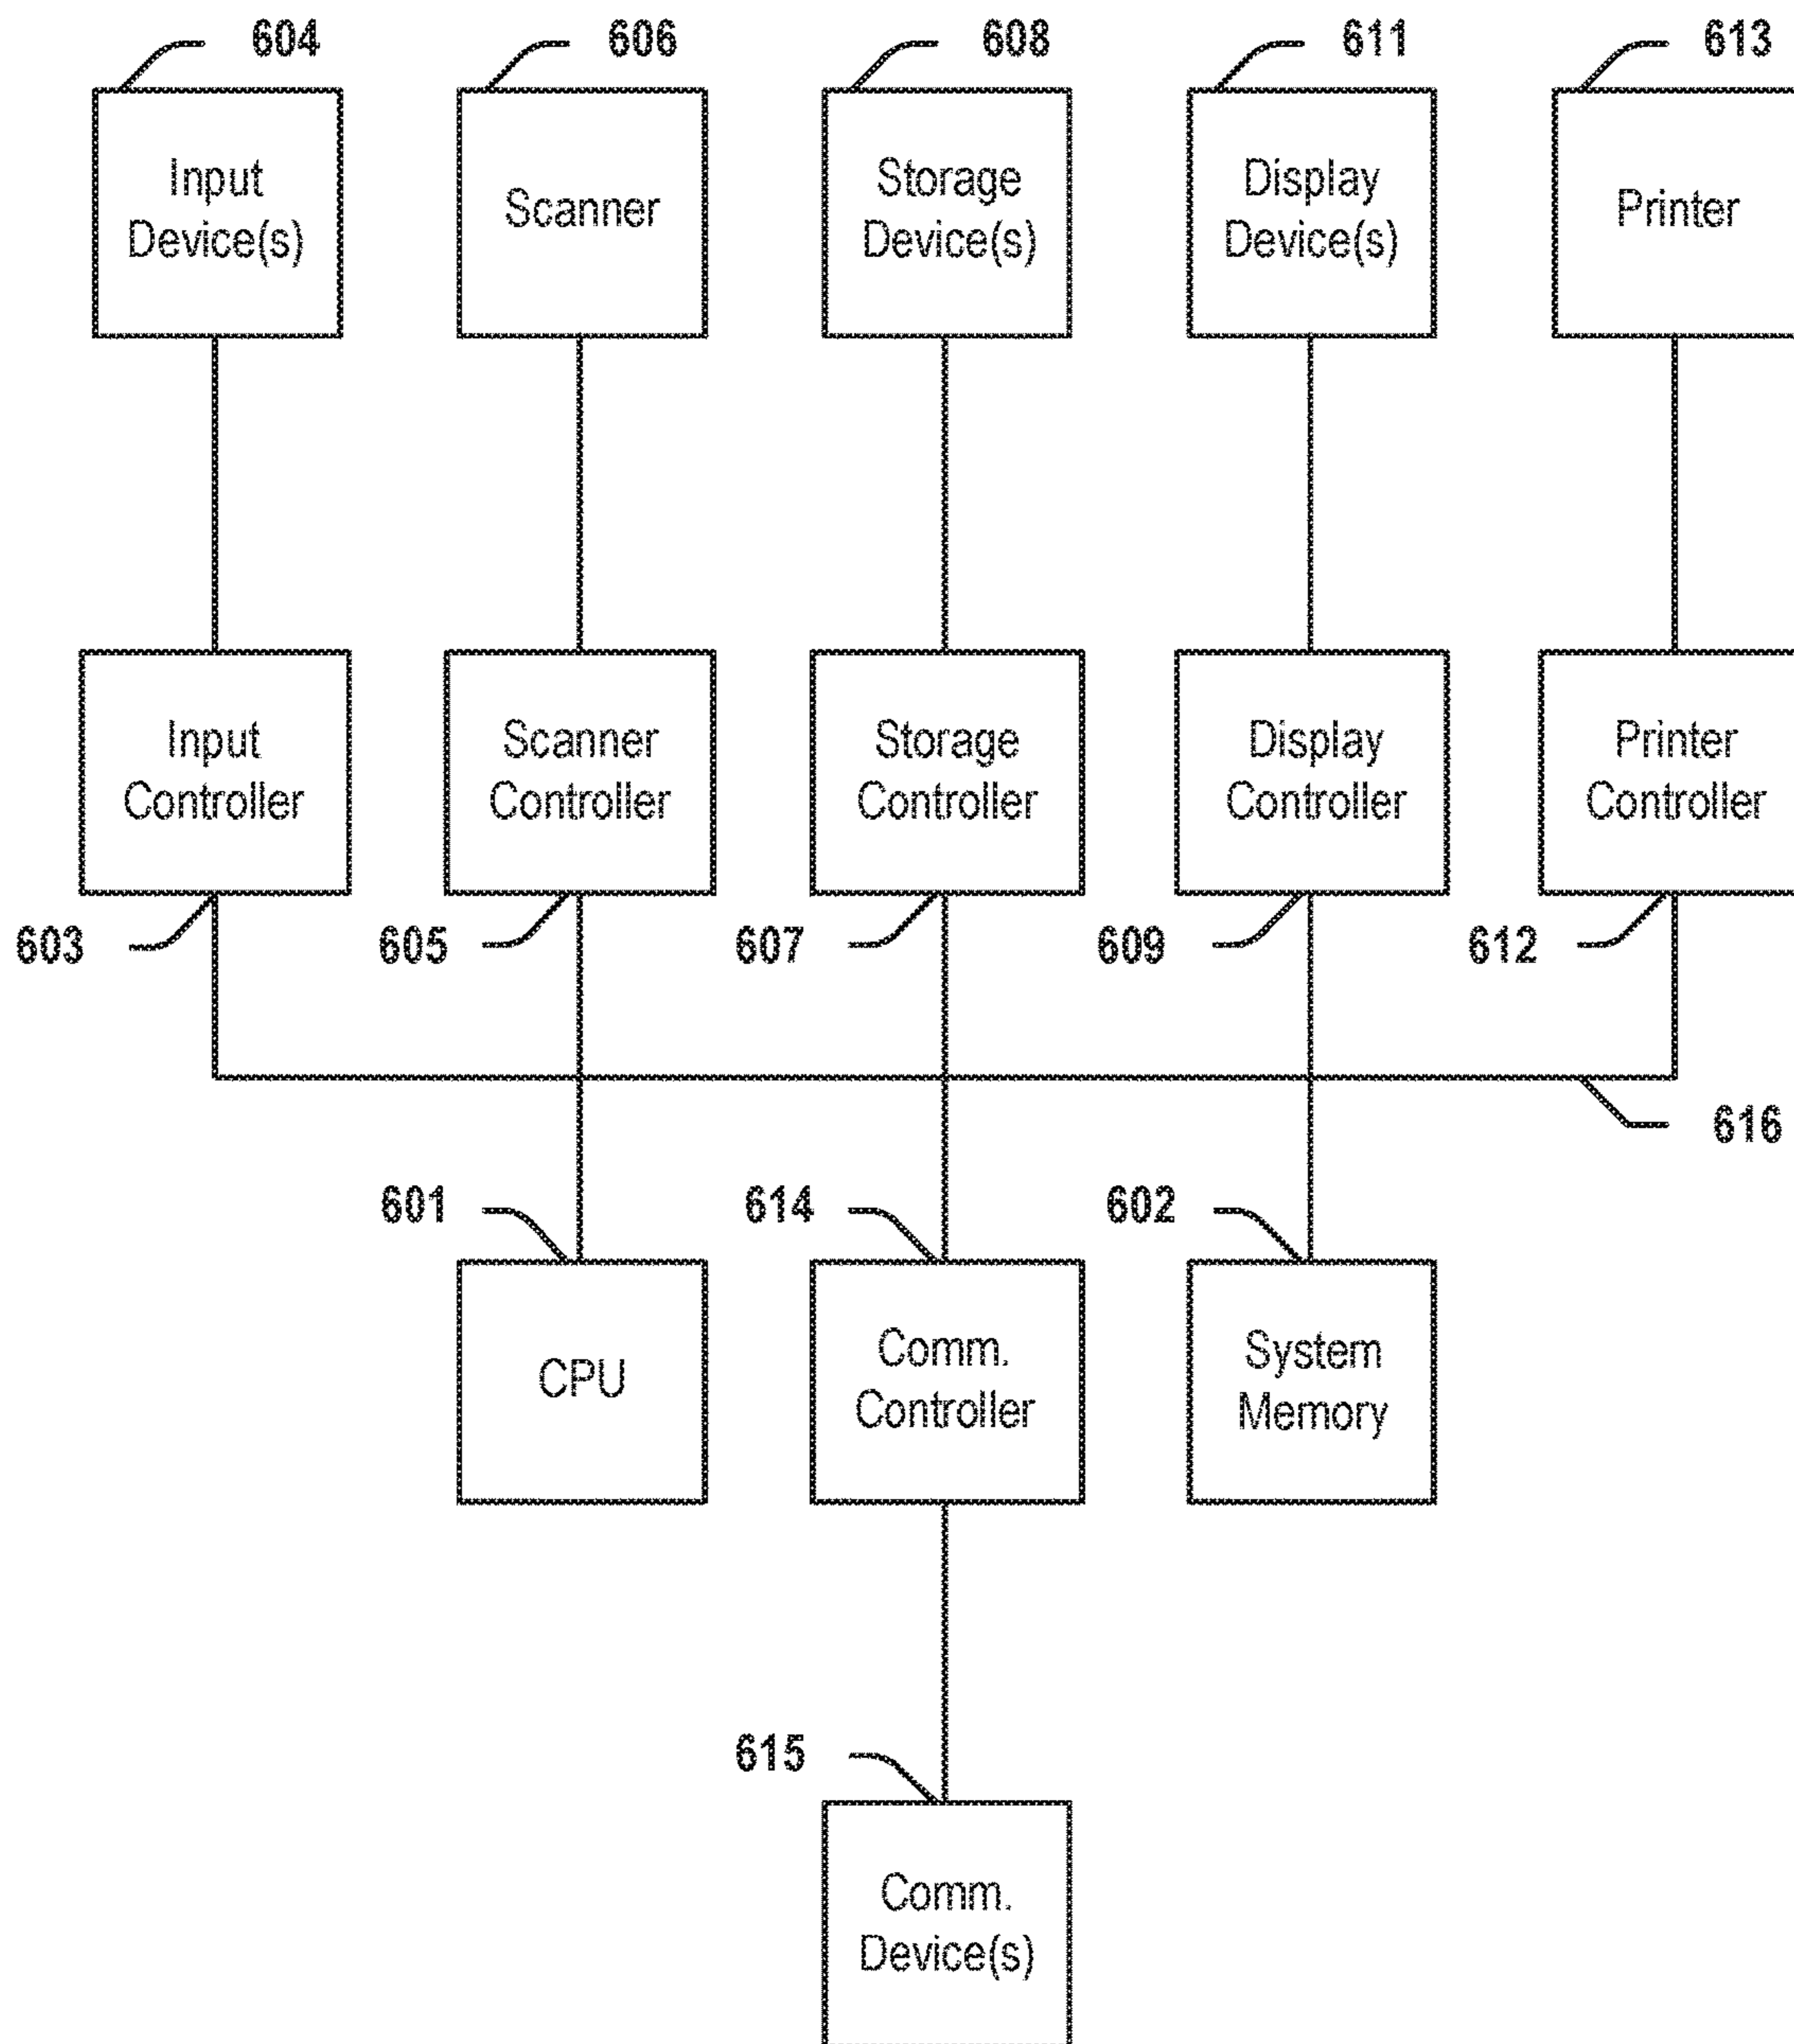 604
606
608
611
613
Input
Device(s)
Scanner
Storage
Device(s)
Display
Device(s)
Printer
Input
Controller
Scanner
Controller
Storage
Controller
Display
Controller
Printer
Controller
603
605
607
609
612
616
601
614
602
CPU
Comm.
Controller
System
Memory
615
Comm.
Device(s)